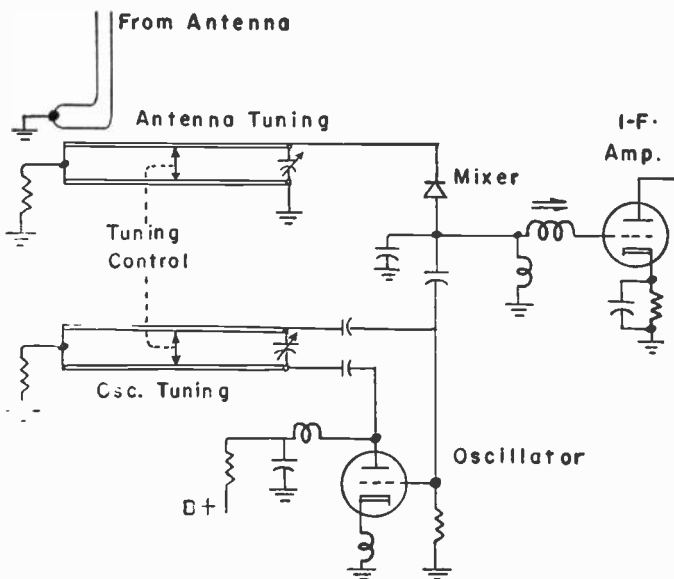 From Antenna
Antenna Tuning
I-F.
Amp.
Mixer
Tuning
Control
Osc. Tuning
Oscillator
B+